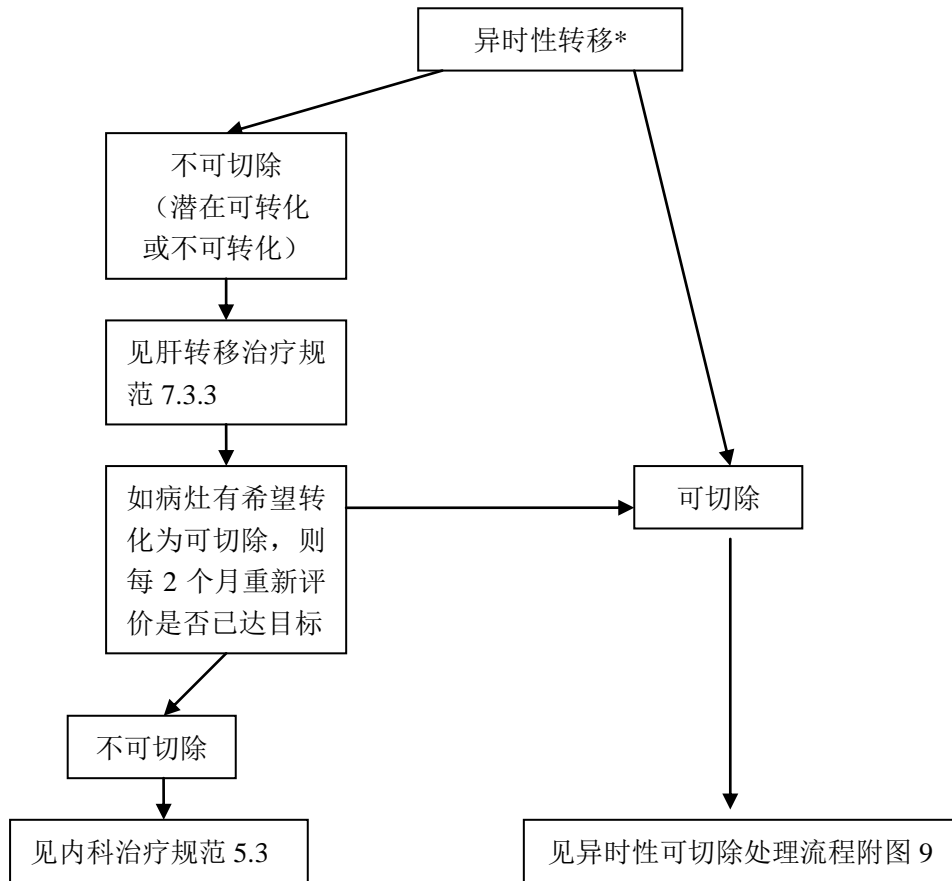 异时性转移*
不可切除
（潜在可转化
或不可转化）
见肝转移治疗规
范 7.3.3
如病灶有希望转
化为可切除，则
每 2 个月重新评
价是否已达目标
可切除
不可切除
见内科治疗规范 5.3
见异时性可切除处理流程附图 9